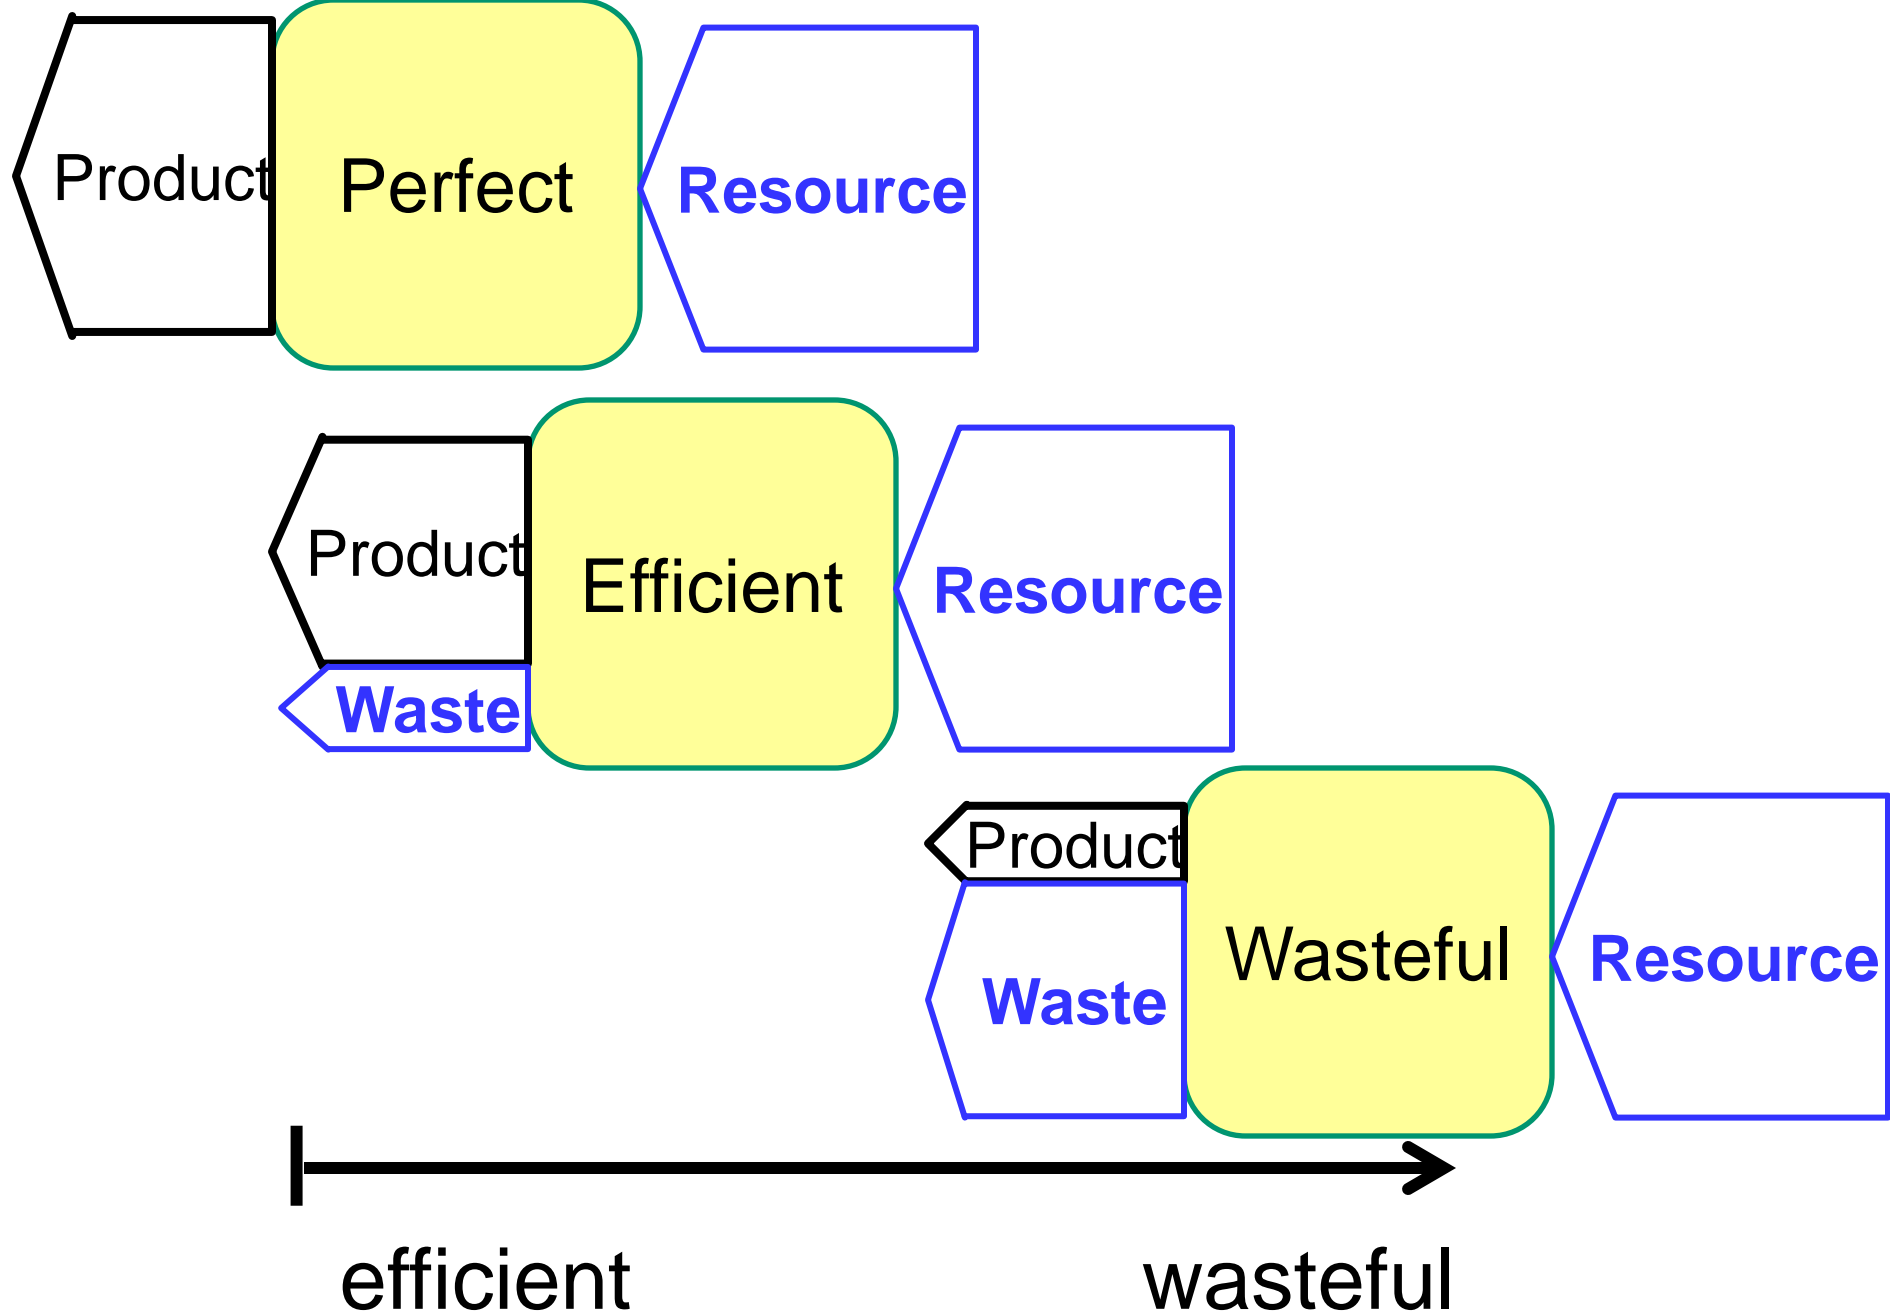 Product
Perfect
Resource
Product
Efficient
Resource
Waste
Product
Wasteful
Resource
Waste
efficient
wasteful